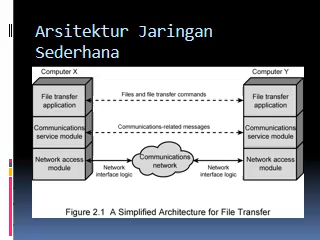 Arsitektur Jaringan
Sederhana
Computer X
Computer Y
File transfer
application
Files and file transfer commands
File transfer
application
Communications
service module
Communications-related messages
Communications
service module
Network access
module
Network
interface logic
Communications
network
Network
interface logic
Network access
module
Figure 2.1 A Simplified Architecture for File Transfer